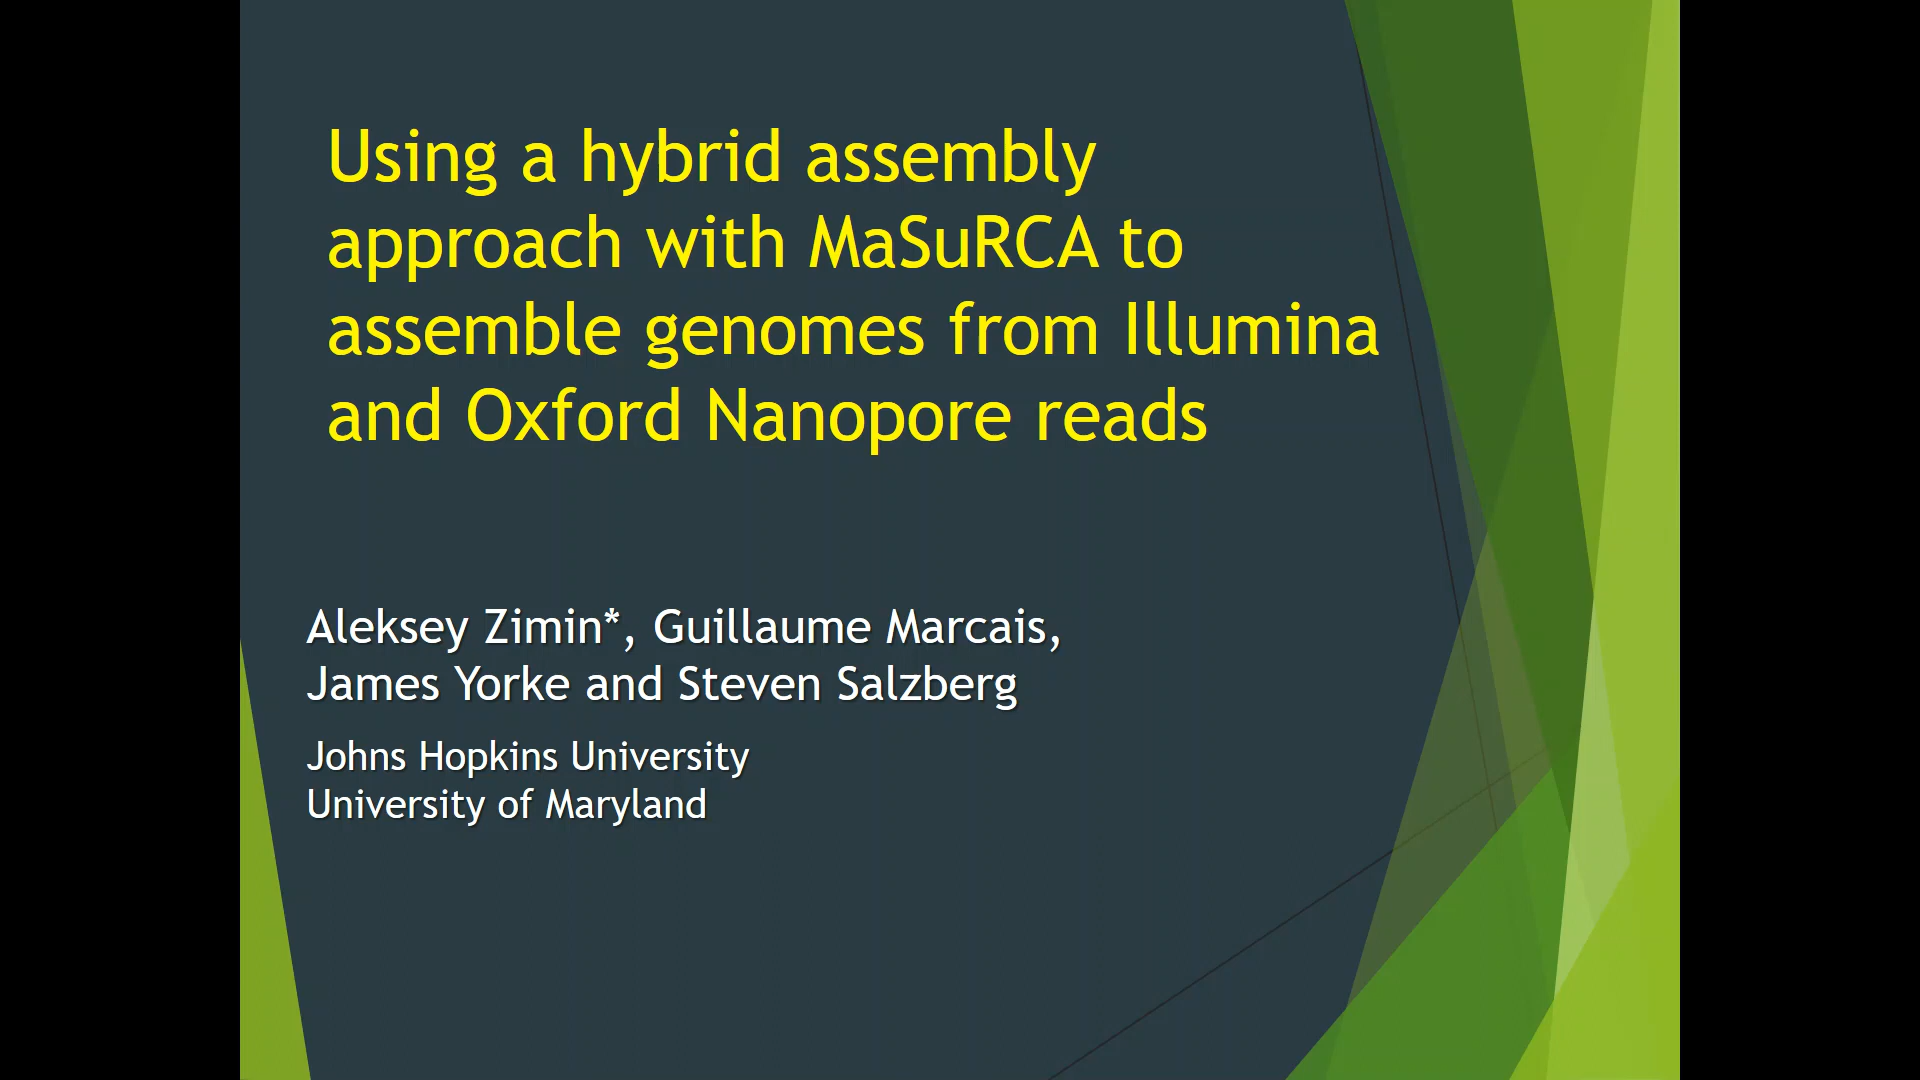 Using a hybrid assembly
approach with MaSuRCA to
assemble genomes from Illumina
and Oxford Nanopore reads
Aleksey Zimin*, Guillaume Marcais,
James Yorke and Steven Salzberg
Johns Hopkins University
University of Maryland